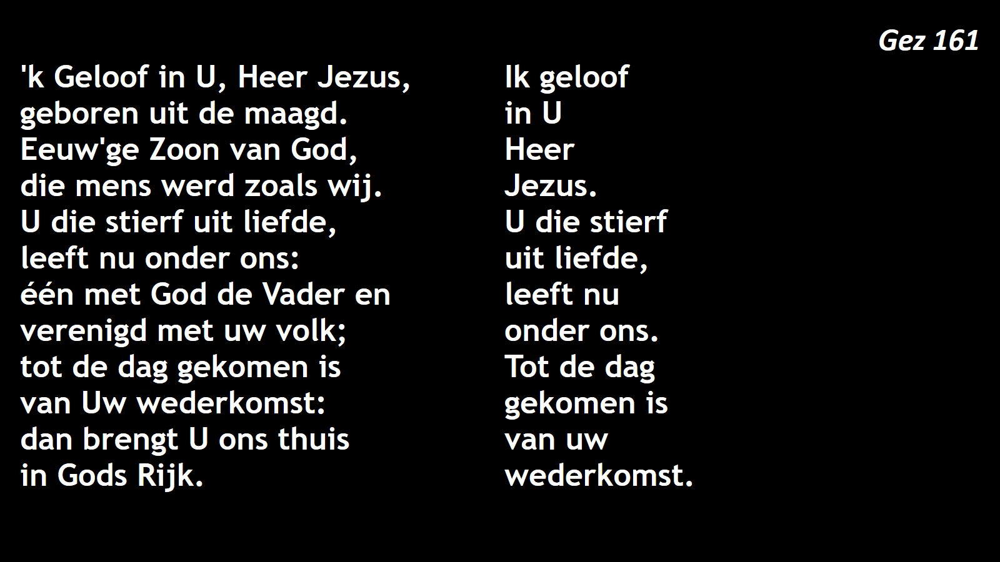 Gez 161
'k Geloof in U, Heer Jezus,
geboren uit de maagd.
Eeuw'ge Zoon van God,
die mens werd zoals wij.
U die stierf uit liefde,
leeft nu onder ons:
één met God de Vader en
verenigd met uw volk;
tot de dag gekomen is
van Uw wederkomst:
dan brengt U ons thuis
in Gods Rijk.
Ik geloof
in U
Heer
Jezus.
U die stierf
uit liefde,
leeft nu
onder ons.
Tot de dag
gekomen is
van uw
wederkomst.